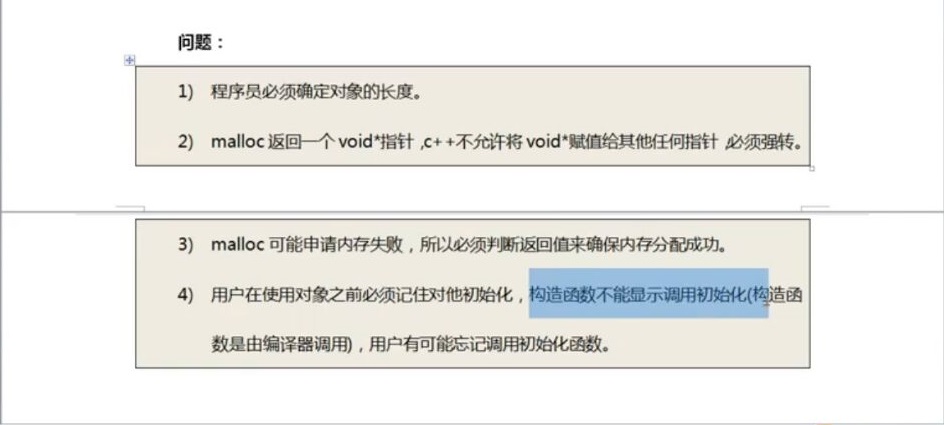 问题：
1) 程序员必须确定对象的长度。
2) malloc 返回一个 void*指针，c++不允许将 void*赋值给其他任何指针，必须强转。
3) malloc 可能申请内存失败，所以必须判断返回值来确保内存分配成功。
4) 用户在使用对象之前必须记住对他初始化，构造函数不能显示调用初始化(构造函
数是由编译器调用)，用户有可能忘记调用初始化函数。